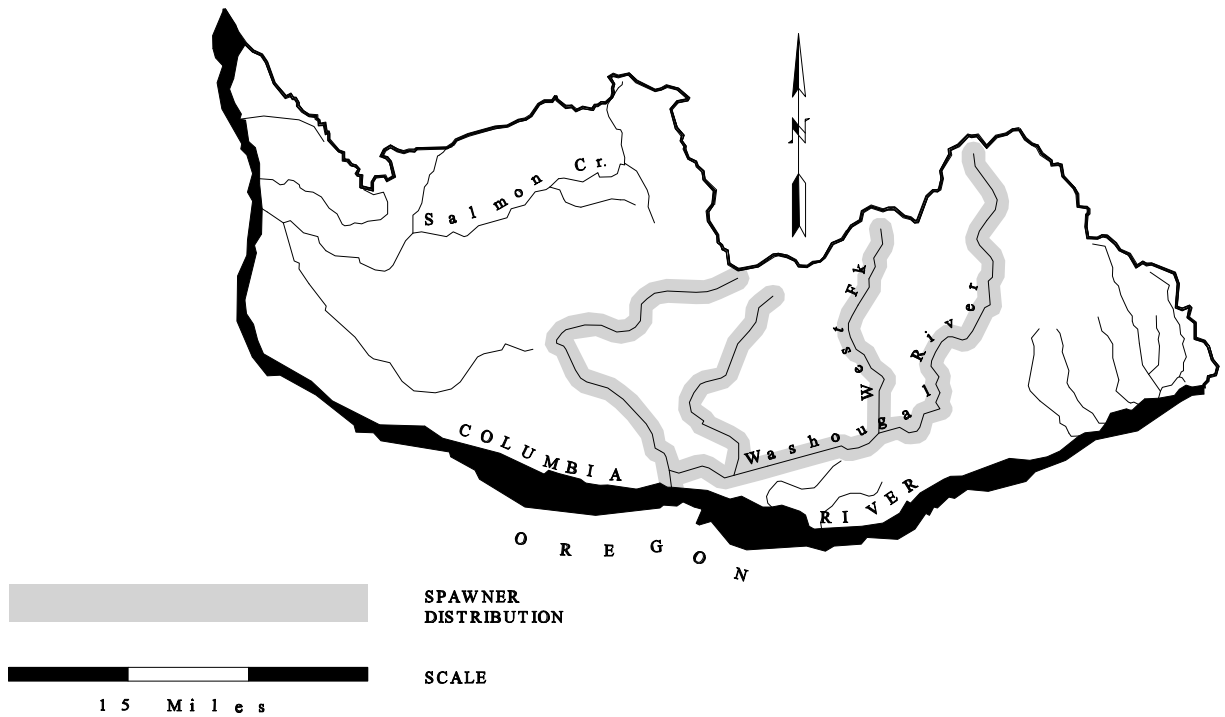 N
Salmon Cr.
West Fk
Washougal River
COLUMBIA RIVER
OREGON
SPAWNER
DISTRIBUTION
SCALE
15 Miles